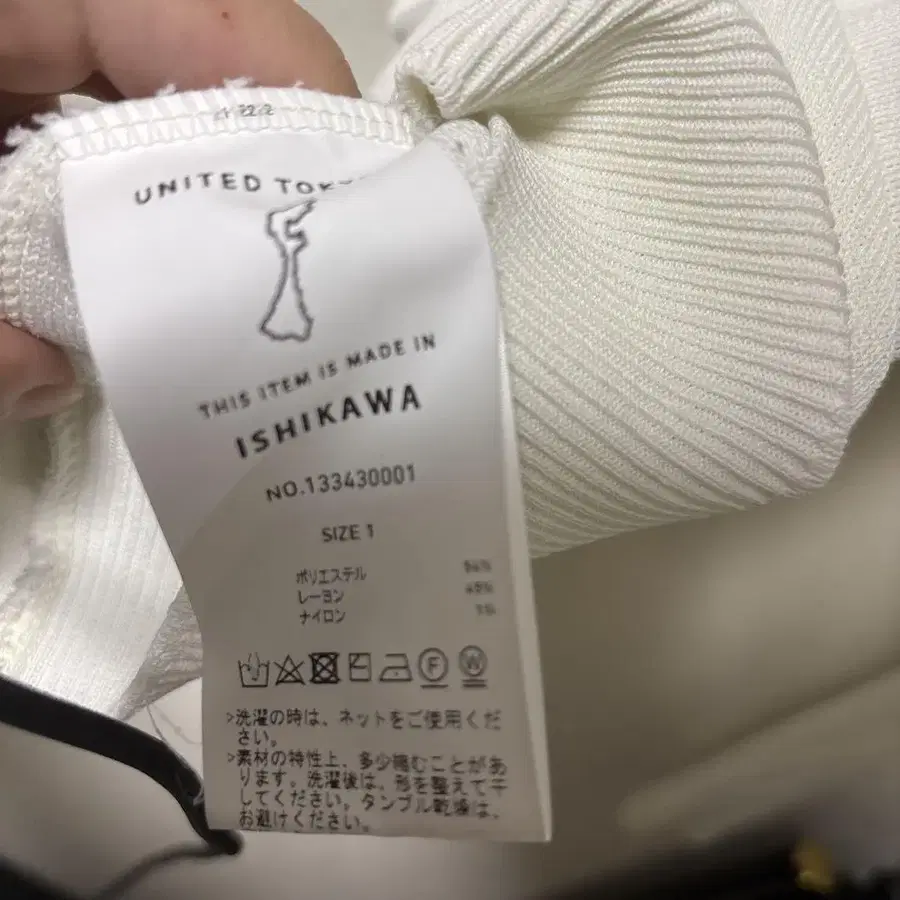 UNITED
THIS ITEM IS MADE IN
ISHIKAWA
NO.133430001
SIZE 1
ポリエステル
レーヨン
ナイロン
F W
>洗濯の時は、ネットをご使用くだ
さい。
>素材の特性上、多少縮むことがあ
ります。洗濯後は、形を整えて干
してください。タンブル乾燥は、
お避けください。